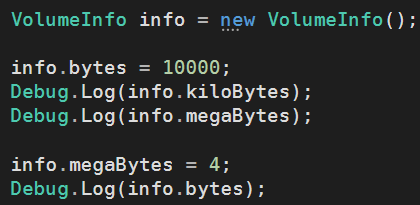 VolumeInfo info = new VolumeInfo();
info.bytes = 10000;
Debug.Log(info.kiloBytes);
Debug.Log(info.megaBytes);
info.megaBytes = 4;
Debug.Log(info.bytes);